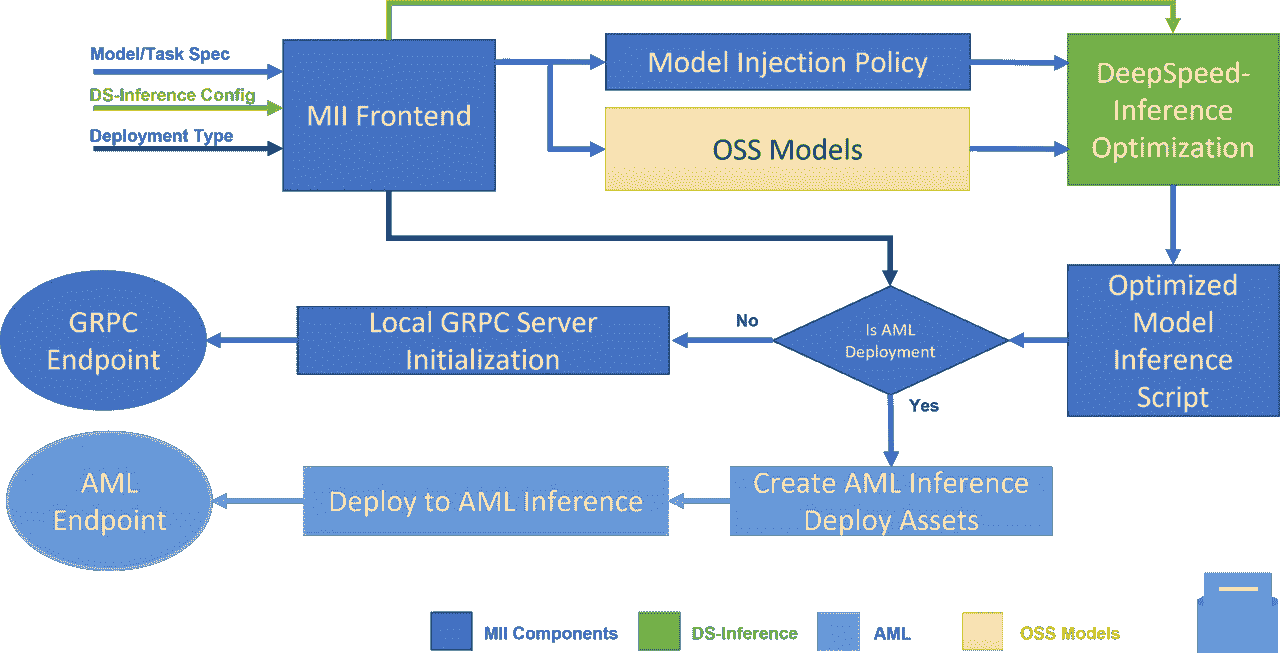 Model/Task Spec
DS-Inference Config
Deployment Type
MII Frontend
Model Injection Policy
OSS Models
DeepSpeed-
Inference
Optimization
Optimized
Model
Inference
Script
Is AML
Deployment
No
Yes
Local GRPC Server
Initialization
GRPC
Endpoint
Create AML Inference
Deploy Assets
Deploy to AML Inference
AML
Endpoint
MII Components
DS-Inference
AML
OSS Models